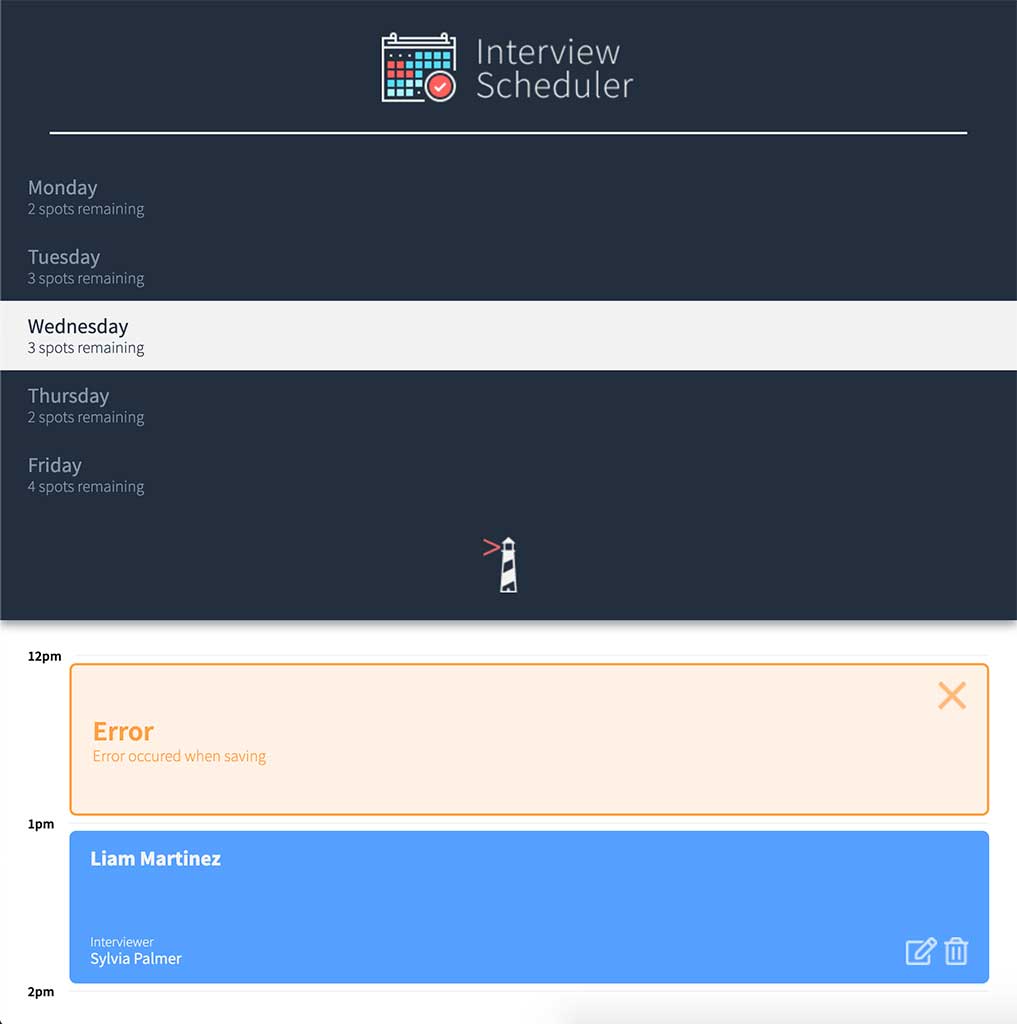 Interview
Scheduler
Monday
2 spots remaining
Tuesday
3 spots remaining
Wednesday
3 spots remaining
Thursday
2 spots remaining
Friday
4 spots remaining
12pm
Error
Error occured when saving
1pm
Liam Martinez
Interviewer
Sylvia Palmer
2pm